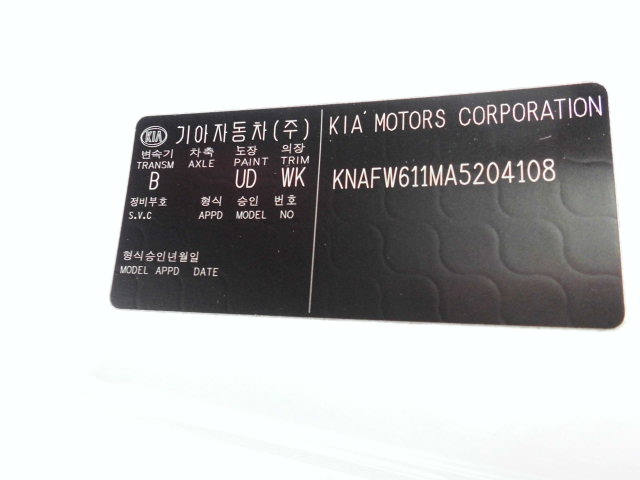 KIA 기아자동차(주)
변속기 차축 도장 의장
TRANSM AXLE PAINT TRIM
B UD WK
정비부호 형식 승인 번호
S.V.C APPD MODEL NO
형식승인년월일
MODEL APPD DATE
KIA MOTORS CORPORATION
KNAFW611MA5204108